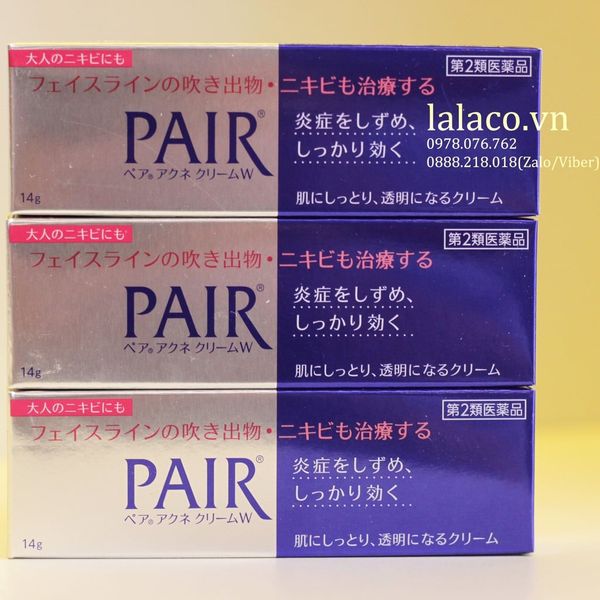 大人のニキビにも
第2類医薬品
フェイスラインの吹き出物・ニキビも治療する
PAIR®
ペア® アクネ クリームW
14g
炎症をしずめ、
しっかり効く
肌にしっとり、透明になるクリーム
lalaco.vn
0978.076.762
0888.218.018(Zalo/Viber)
大人のニキビにも
第2類医薬品
フェイスラインの吹き出物・ニキビも治療する
PAIR®
ペア® アクネ クリームW
14g
炎症をしずめ、
しっかり効く
肌にしっとり、透明になるクリーム
大人のニキビにも
第2類医薬品
フェイスラインの吹き出物・ニキビも治療する
PAIR®
ペア® アクネ クリームW
14g
炎症をしずめ、
しっかり効く
肌にしっとり、透明になるクリーム